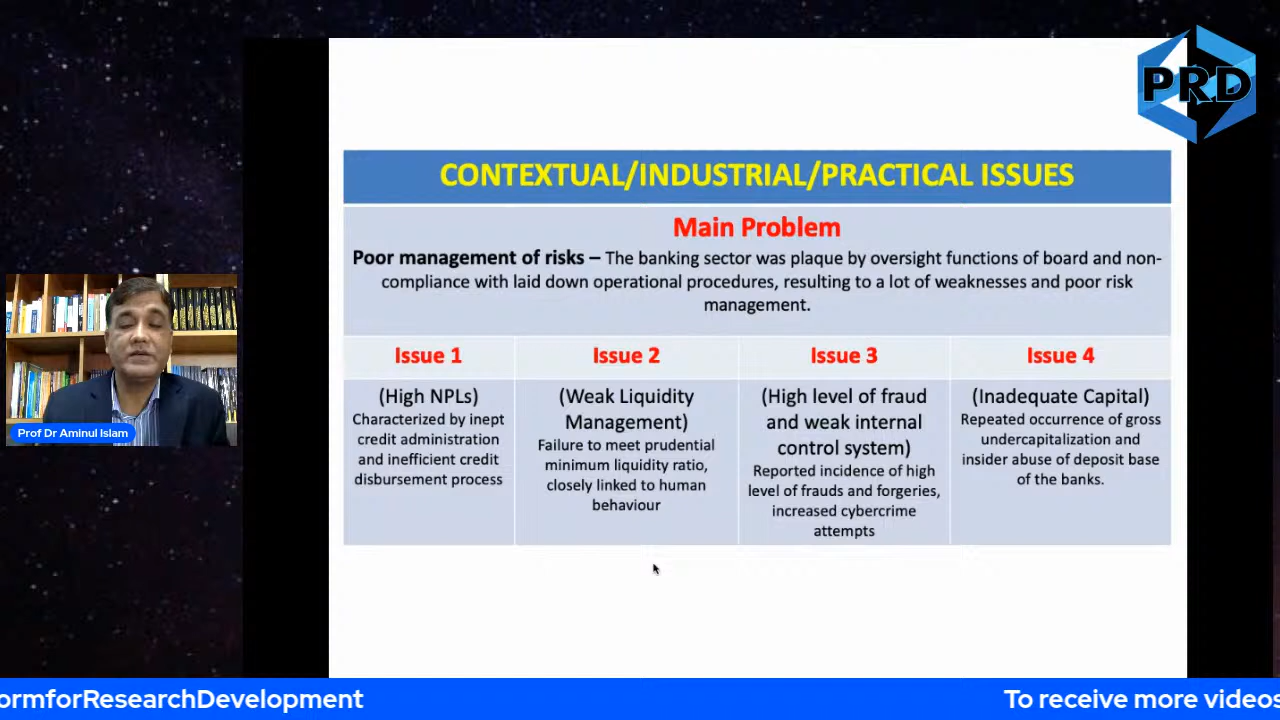 PRD
CONTEXTUAL/INDUSTRIAL/PRACTICAL ISSUES
Main Problem
Poor management of risks – The banking sector was plaque by oversight functions of board and non-
compliance with laid down operational procedures, resulting to a lot of weaknesses and poor risk
management.
Issue 1
(High NPLs)
Characterized by inept
credit administration
and inefficient credit
disbursement process
Issue 2
(Weak Liquidity
Management)
Failure to meet prudential
minimum liquidity ratio,
closely linked to human
behaviour
Issue 3
(High level of fraud
and weak internal
control system)
Reported incidence of high
level of frauds and forgeries,
increased cybercrime
attempts
Issue 4
(Inadequate Capital)
Repeated occurrence of gross
undercapitalization and
insider abuse of deposit base
of the banks.
Prof Dr Aminul Islam
ormforResearchDevelopment
To receive more videos